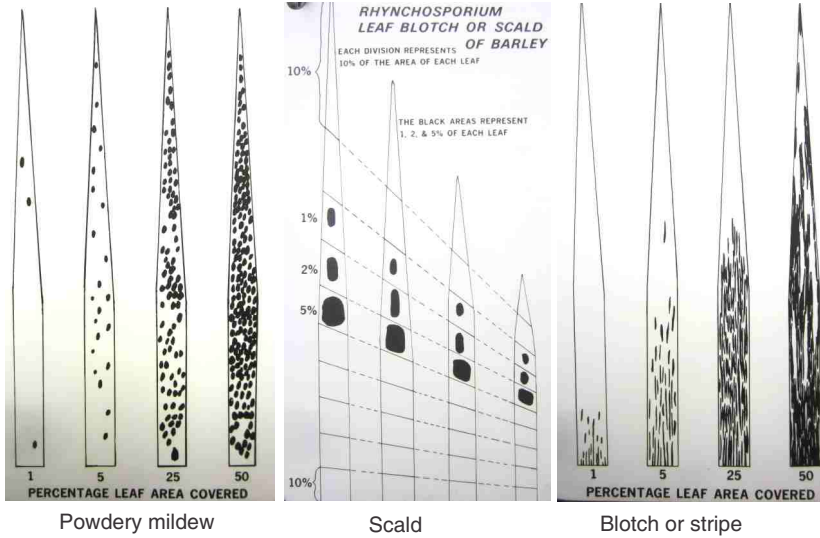 1
5
25
50
PERCENTAGE LEAF AREA COVERED
Powdery mildew
RHYNCHOSPORIUM
LEAF BLOTCH OR SCALD
OF BARLEY
EACH DIVISION REPRESENTS
10% OF THE AREA OF EACH LEAF
10%
THE BLACK AREAS REPRESENT
1, 2, & 5% OF EACH LEAF
1%
2%
5%
10%
Scald
1
5
25
50
PERCENTAGE LEAF AREA COVERED
Blotch or stripe